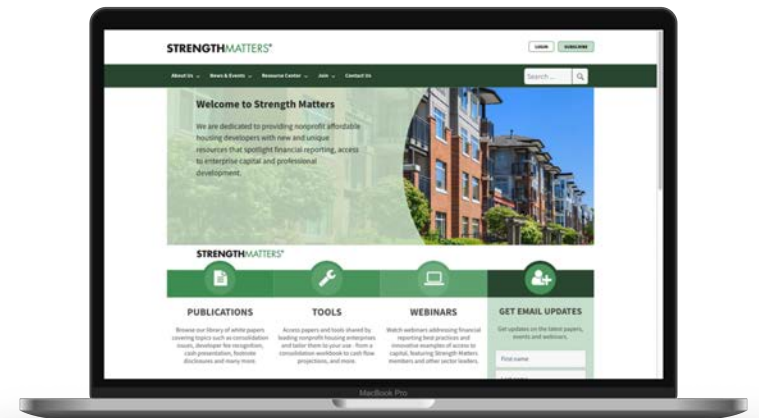 STRENGTHMATTERS®
LOGIN
SUBSCRIBE
About Us
News & Events
Resource Center
Join
Contact Us
Search ...
Welcome to Strength Matters
We are dedicated to providing nonprofit affordable
housing developers with new and unique
resources that spotlight financial reporting, access
to enterprise capital and professional
development.
STRENGTHMATTERS®
PUBLICATIONS
Browse our library of white papers
covering topics such as consolidation
issues, developer fee recognition,
cash presentation, footnote
disclosures and many more.
TOOLS
Access papers and tools shared by
leading nonprofit housing enterprises
and tailor them to your use - from a
consolidation workbook to cash flow
projections, and more.
WEBINARS
Watch webinars addressing financial
reporting best practices and
innovative examples of access to
capital, featuring Strength Matters
members and other sector leaders.
GET EMAIL UPDATES
Get updates on the latest papers,
events and webinars.
First name
MacBook Pro